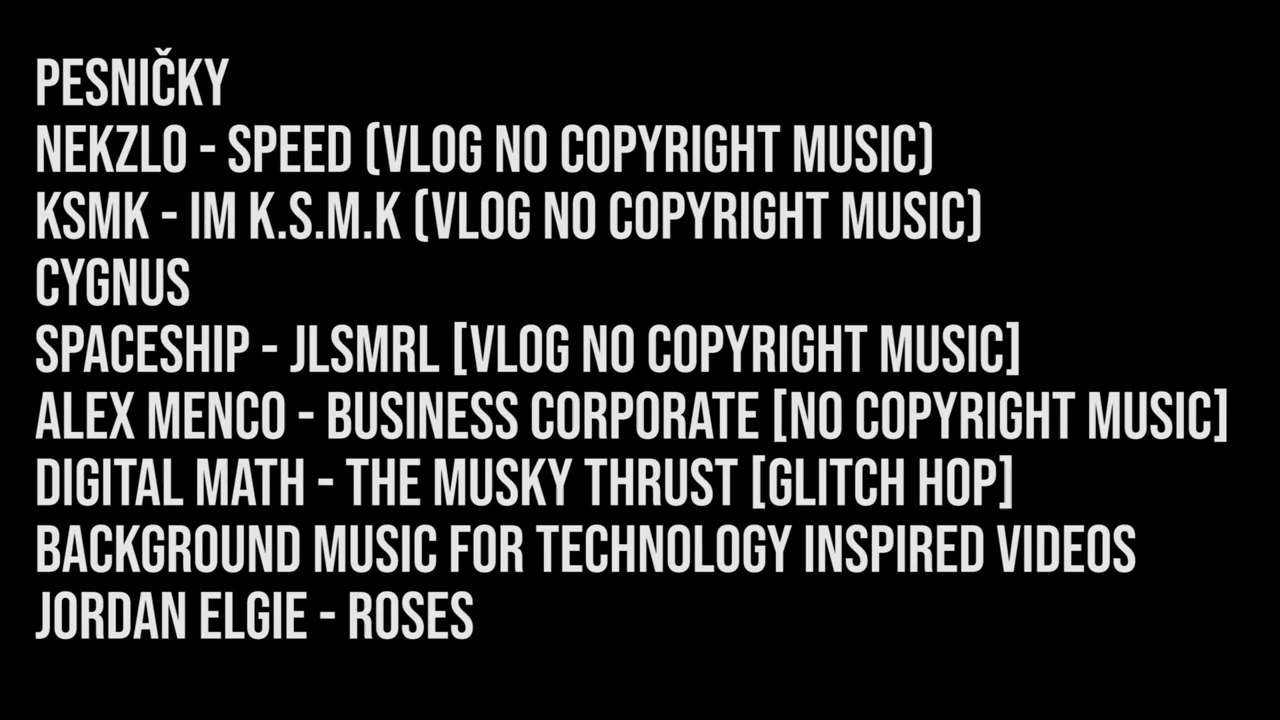 PESNIČKY
NEKZLO - SPEED (VLOG NO COPYRIGHT MUSIC)
KSMK - IM K.S.M.K (VLOG NO COPYRIGHT MUSIC)
CYGNUS
SPACESHIP - JLSMRL [VLOG NO COPYRIGHT MUSIC]
ALEX MENCO - BUSINESS CORPORATE [NO COPYRIGHT MUSIC]
DIGITAL MATH - THE MUSKY THRUST [GLITCH HOP]
BACKGROUND MUSIC FOR TECHNOLOGY INSPIRED VIDEOS
JORDAN ELGIE - ROSES